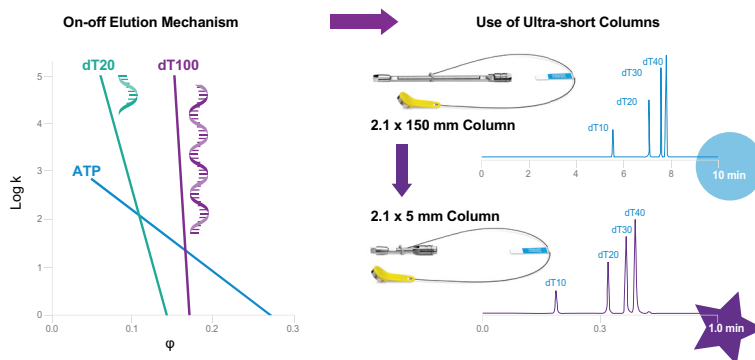 On-off Elution Mechanism
Use of Ultra-short Columns
dT20
dT100
ATP
Log k
5
4
3
2
1
0
0.0
0.1
0.2
0.3
φ
2.1 x 150 mm Column
dT10
dT20
dT30
dT40
0
2
4
6
8
10 min
2.1 x 5 mm Column
dT10
dT20
dT30
dT40
0.0
0.3
1.0 min